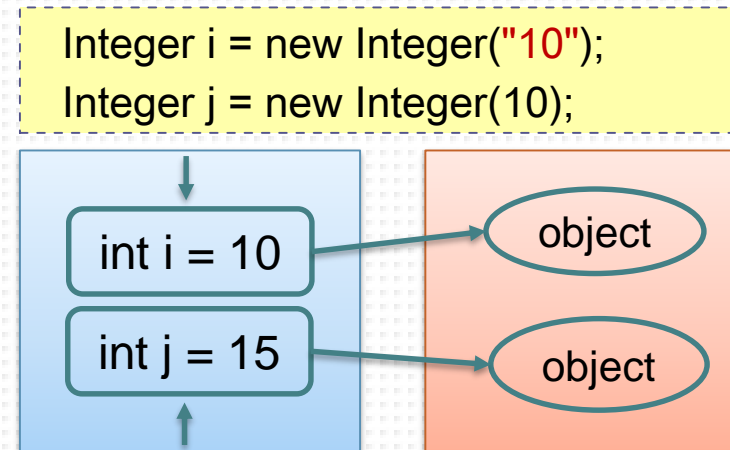 Integer i = new Integer("10");
Integer j = new Integer(10);
int i = 10
object
int j = 15
object